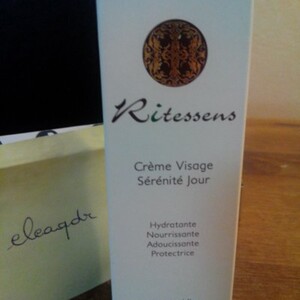 Ritessens
Crème Visage
Sérénité Jour
Hydratante
Nourrissante
Adoucissante
Protectrice
eleaqdr